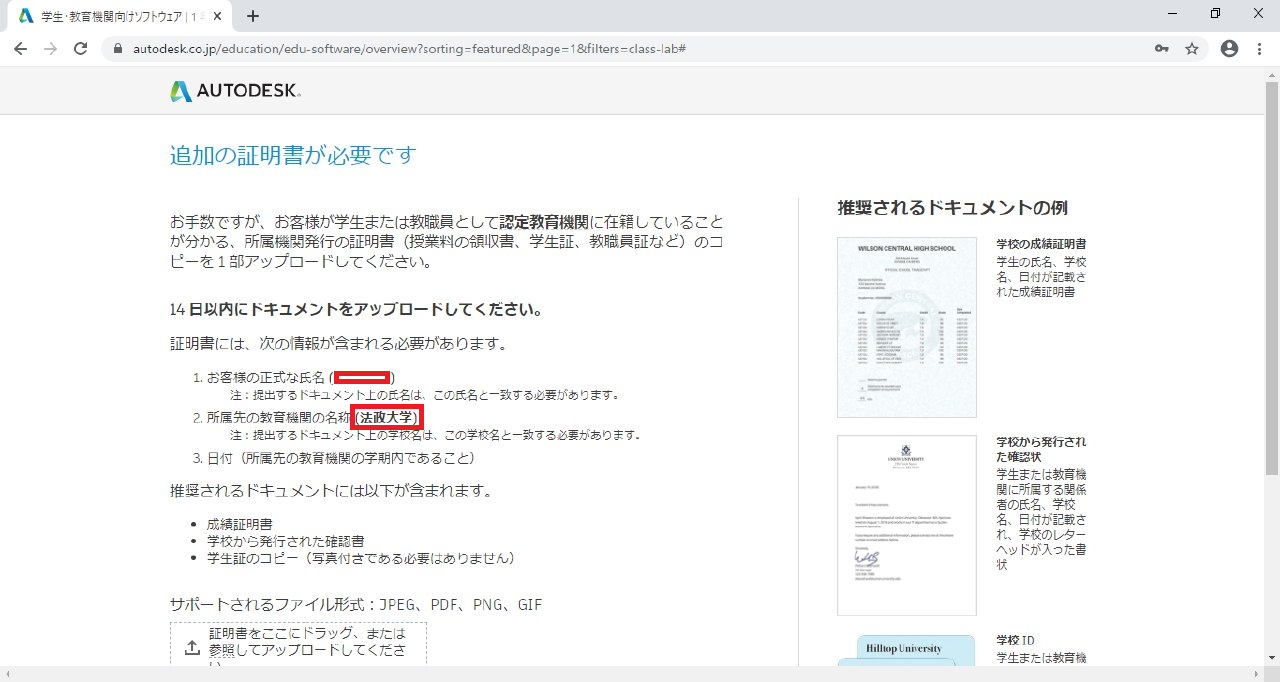 学生・教育機関向けソフトウェア | 1
autodesk.co.jp/education/edu-software/overview?sorting=featured&page=1&filters=class-lab#
AUTODESK
追加の証明書が必要です
お手数ですが、お客様が学生または教職員として認定教育機関に在籍していること
が分かる、所属機関発行の証明書（授業料の領収書、学生証、教職員証など）のコ
ピーを 1 部アップロードしてください。
14 日以内にドキュメントをアップロードしてください。
証明書には次の情報が含まれる必要があります。
1. お客様の正式な氏名 ( )
注：提出するドキュメント上の氏名は、この氏名と一致する必要があります。
2. 所属先の教育機関の名称 (法政大学)
注：提出するドキュメント上の学校名は、この学校名と一致する必要があります。
3. 日付（所属先の教育機関の学期内であること）
推奨されるドキュメントには以下が含まれます。
• 成績証明書
• 学校から発行された確認書
• 学生証のコピー（写真付きである必要はありません）
サポートされるファイル形式：JPEG、PDF、PNG、GIF
証明書をここにドラッグ、または
参照してアップロードしてくださ
い。
推奨されるドキュメントの例
WILSON CENTRAL HIGH SCHOOL
OFFICIAL SCHOOL TRANSCRIPT
学校の成績証明書
学生の氏名、学校
名、日付が記載さ
れた成績証明書
UNION UNIVERSITY
学校から発行され
た確認状
学生または教育機
関に所属する関係
者の氏名、学校
名、日付が記載さ
れ、学校のレター
ヘッドが入った書
状
Hilltop University
学校 ID
学生または教育機